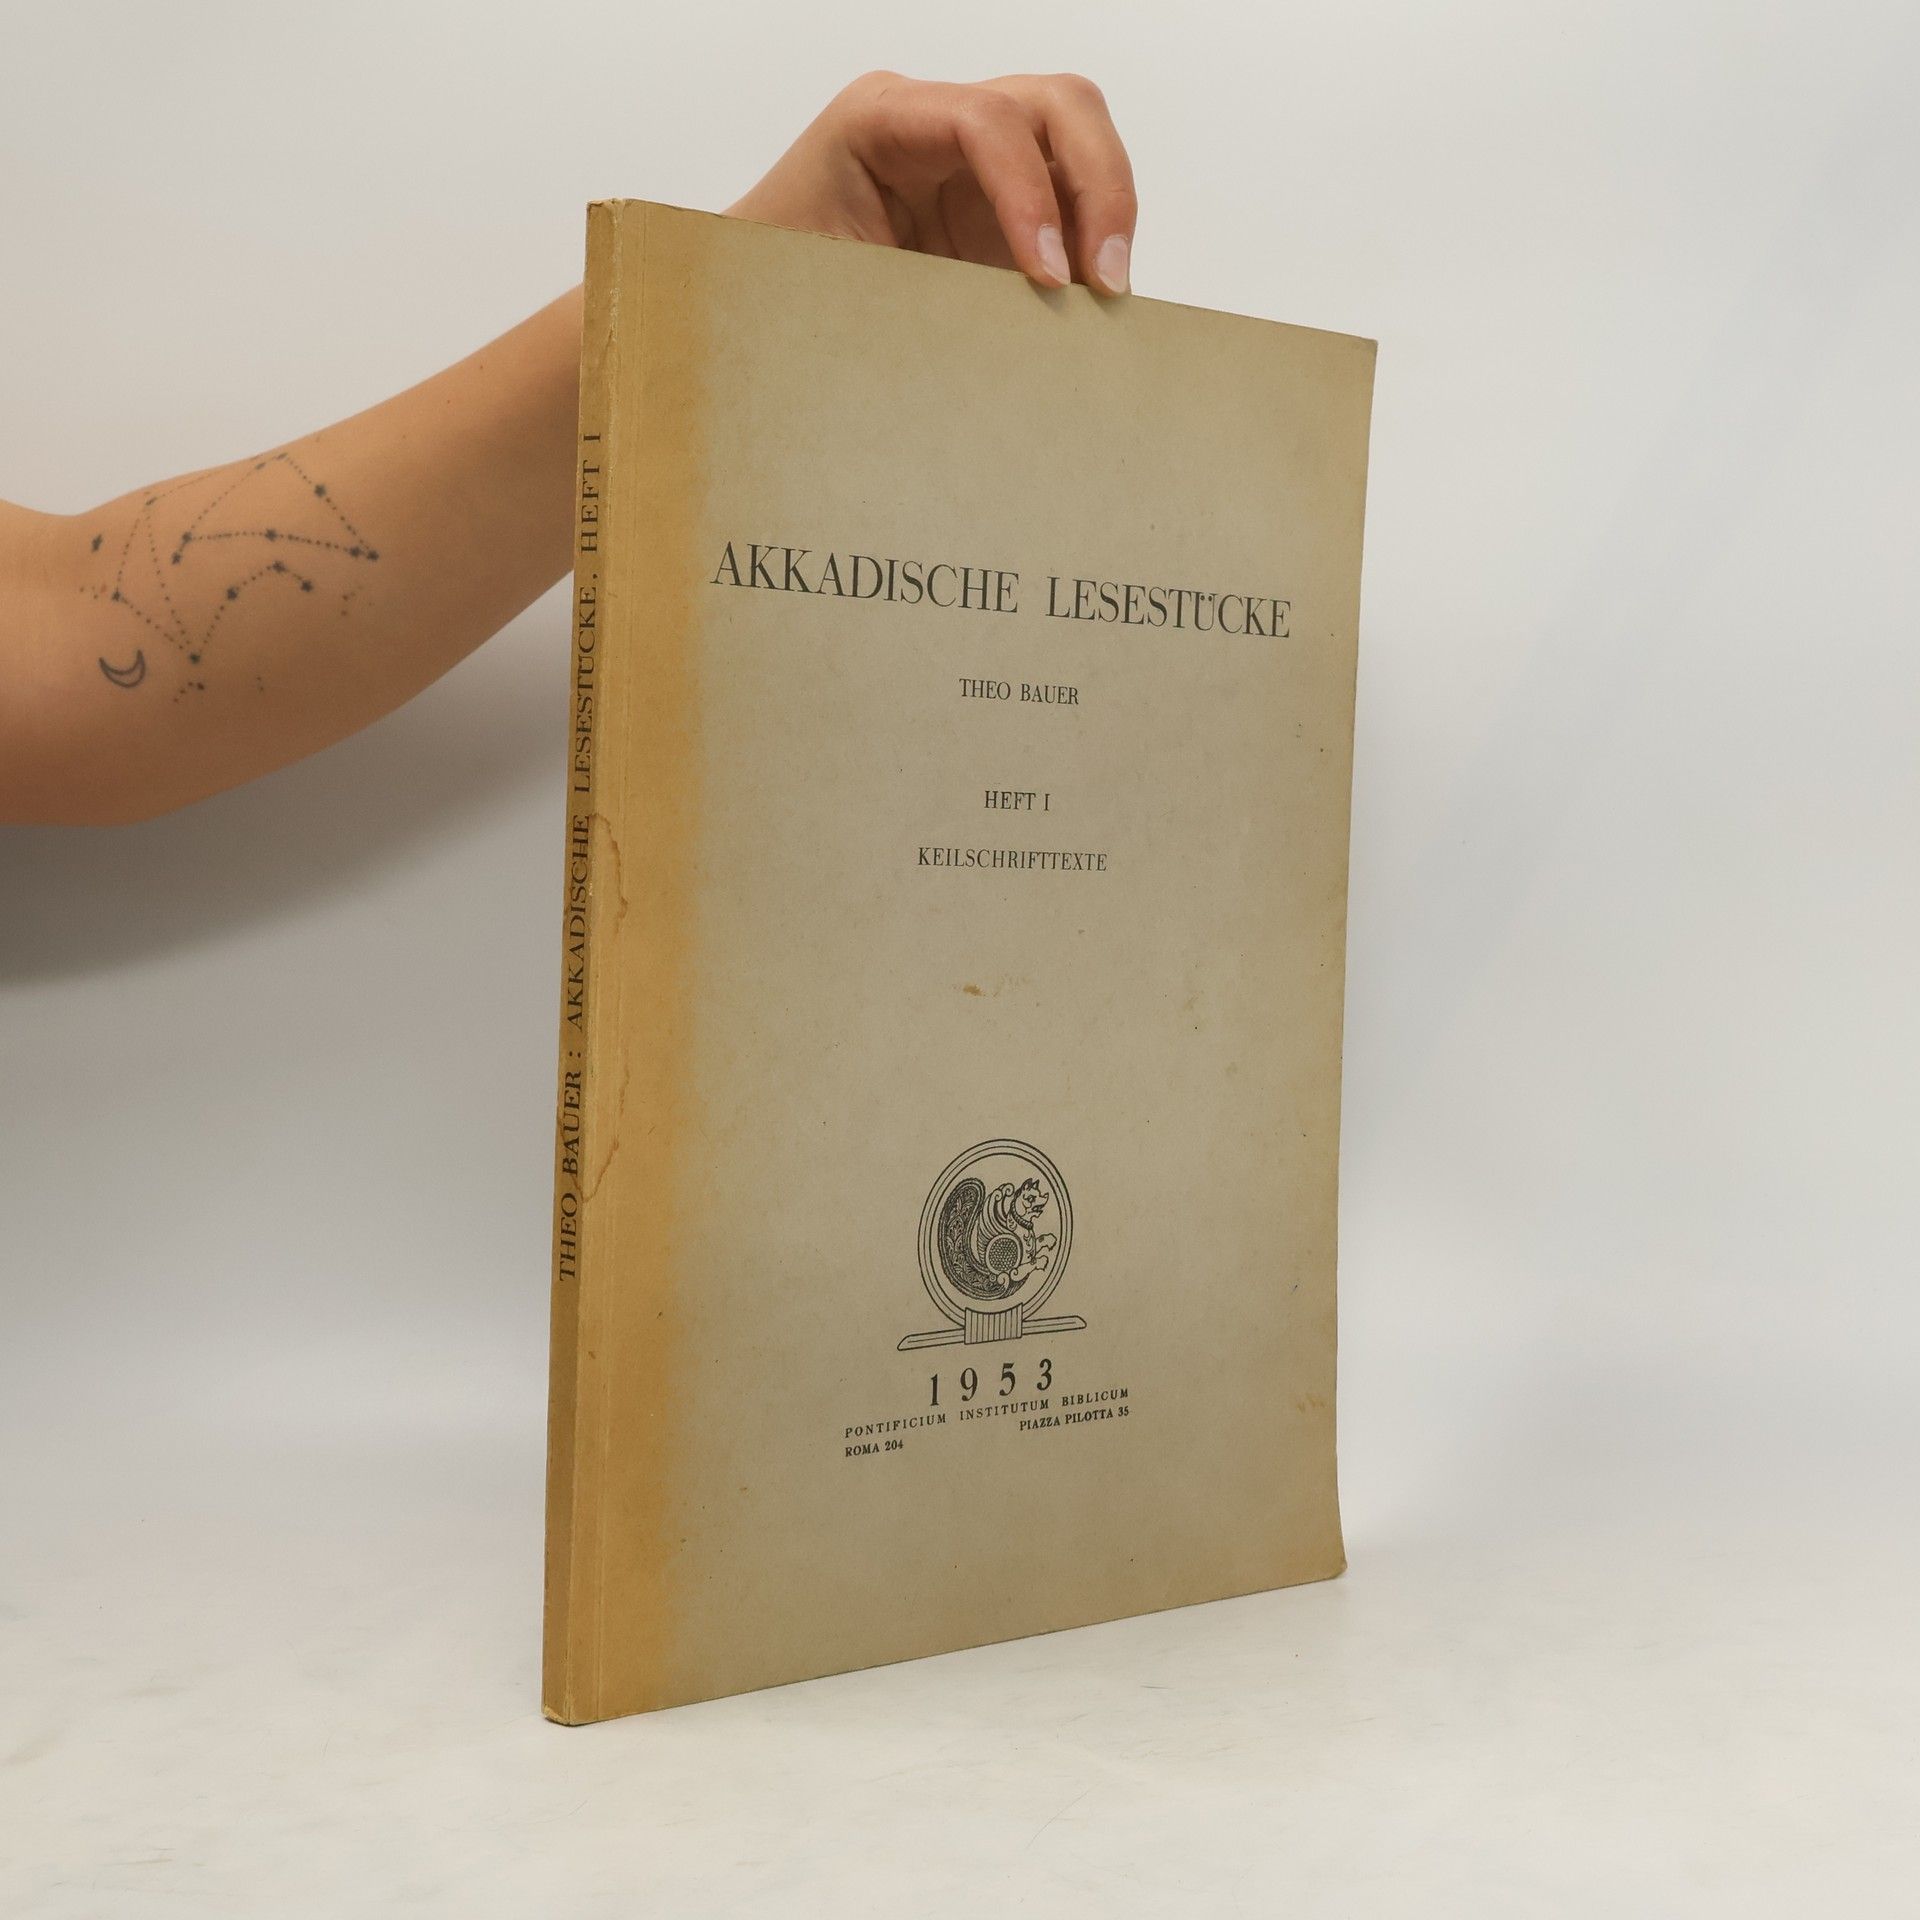 THEO BAUER : AKKADISCHE LESESTÜCKE. HEFT I
AKKADISCHE LESESTÜCKE
THEO BAUER
HEFT I
KEILSCHRIFTTEXTE
1953
PONTIFICIUM INSTITUTUM BIBLICUM
ROMA 204 PIAZZA PILOTTA 35